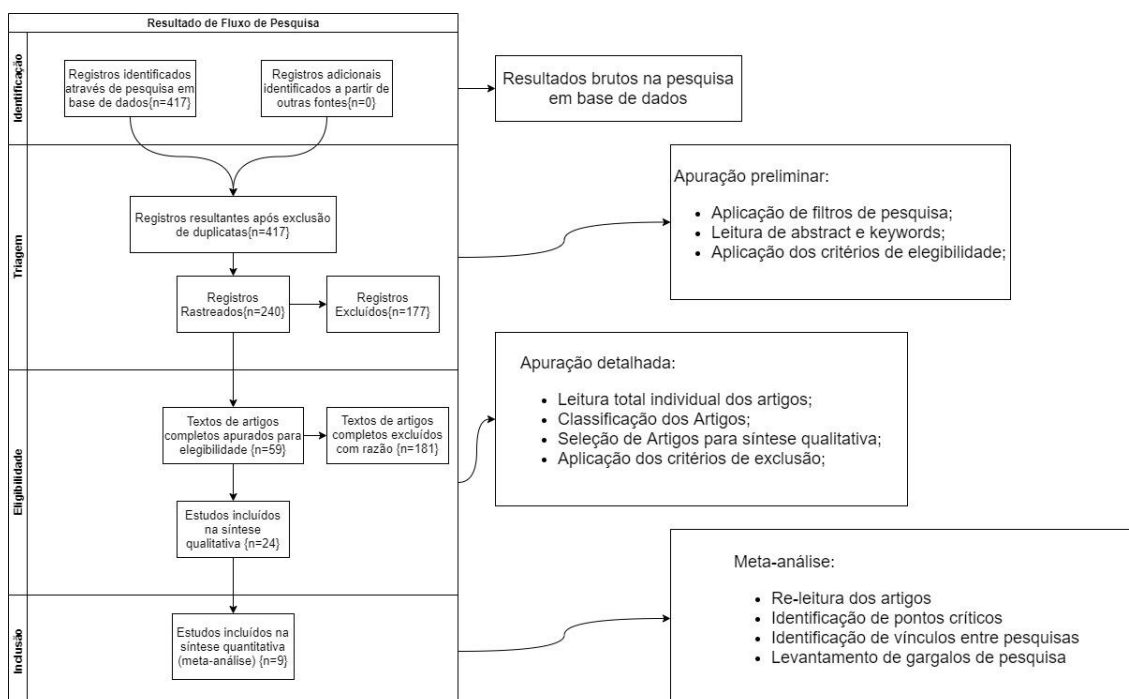 Resultado de Fluxo de Pesquisa
Identificação
Registros identificados
através de pesquisa em
base de dados{n=417}
Registros adicionais
identificados a partir de
outras fontes{n=0}
Resultados brutos na pesquisa
em base de dados
Triagem
Registros resultantes após exclusão
de duplicatas{n=417}
Registros
Rastreados{n=240}
Registros
Excluídos{n=177}
Apuração preliminar:
• Aplicação de filtros de pesquisa;
• Leitura de abstract e keywords;
• Aplicação dos critérios de elegibilidade;
Eligibilidade
Textos de artigos
completos apurados para
elegibilidade {n=59}
Textos de artigos
completos excluídos
com razão {n=181}
Estudos incluídos
na síntese
qualitativa {n=24}
Apuração detalhada:
• Leitura total individual dos artigos;
• Classificação dos Artigos;
• Seleção de Artigos para síntese qualitativa;
• Aplicação dos critérios de exclusão;
Inclusão
Estudos incluídos na
síntese quantitativa
(meta-análise) {n=9}
Meta-análise:
• Re-leitura dos artigos
• Identificação de pontos críticos
• Identificação de vínculos entre pesquisas
• Levantamento de gargalos de pesquisa